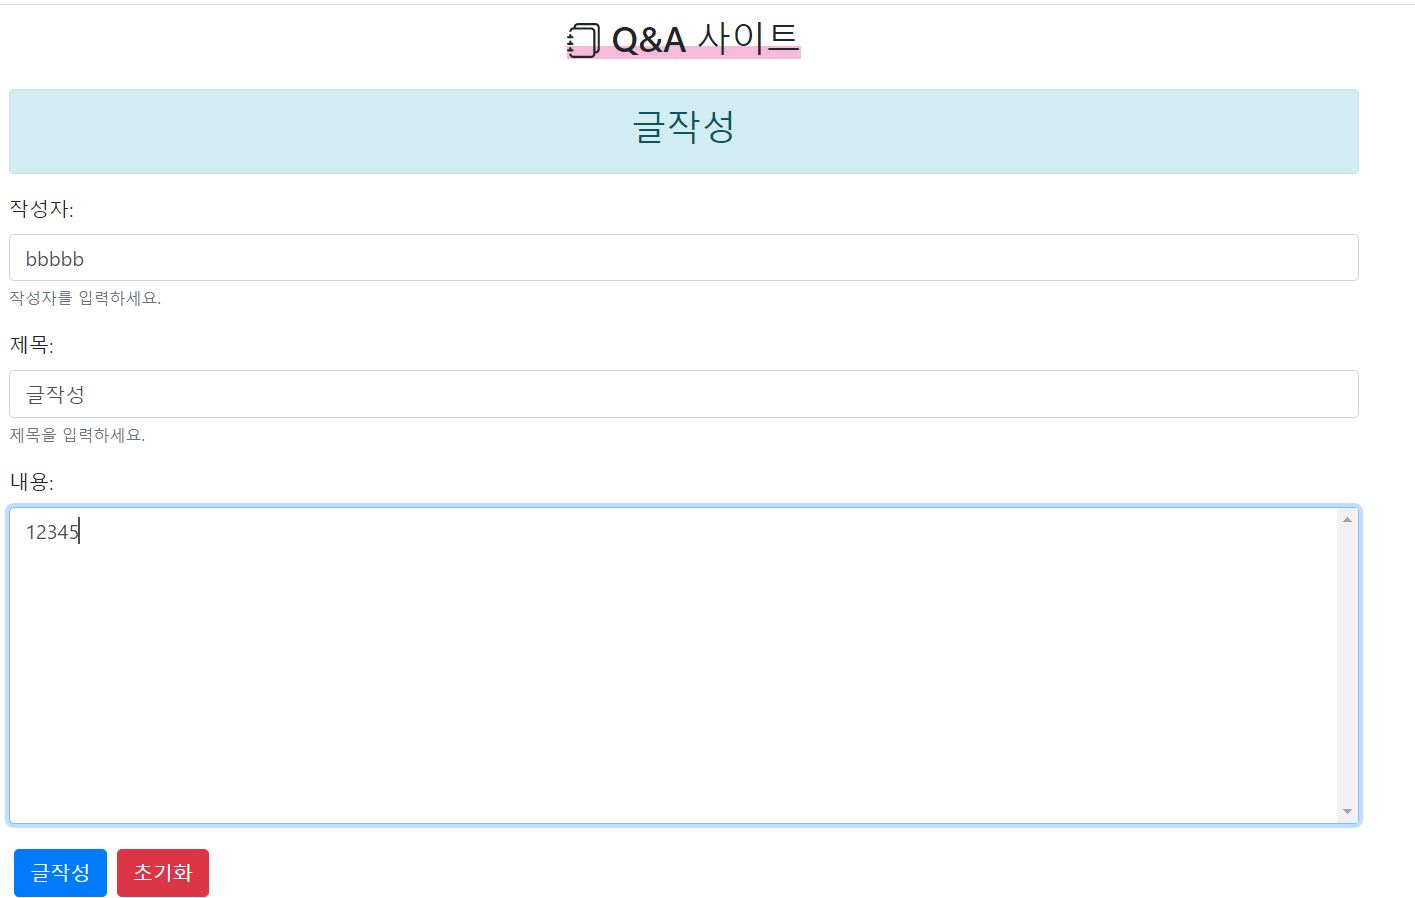 Q&A 사이트
글작성
작성자:
bbbbb
작성자를 입력하세요.
제목:
글작성
제목을 입력하세요.
내용:
12345
글작성 초기화